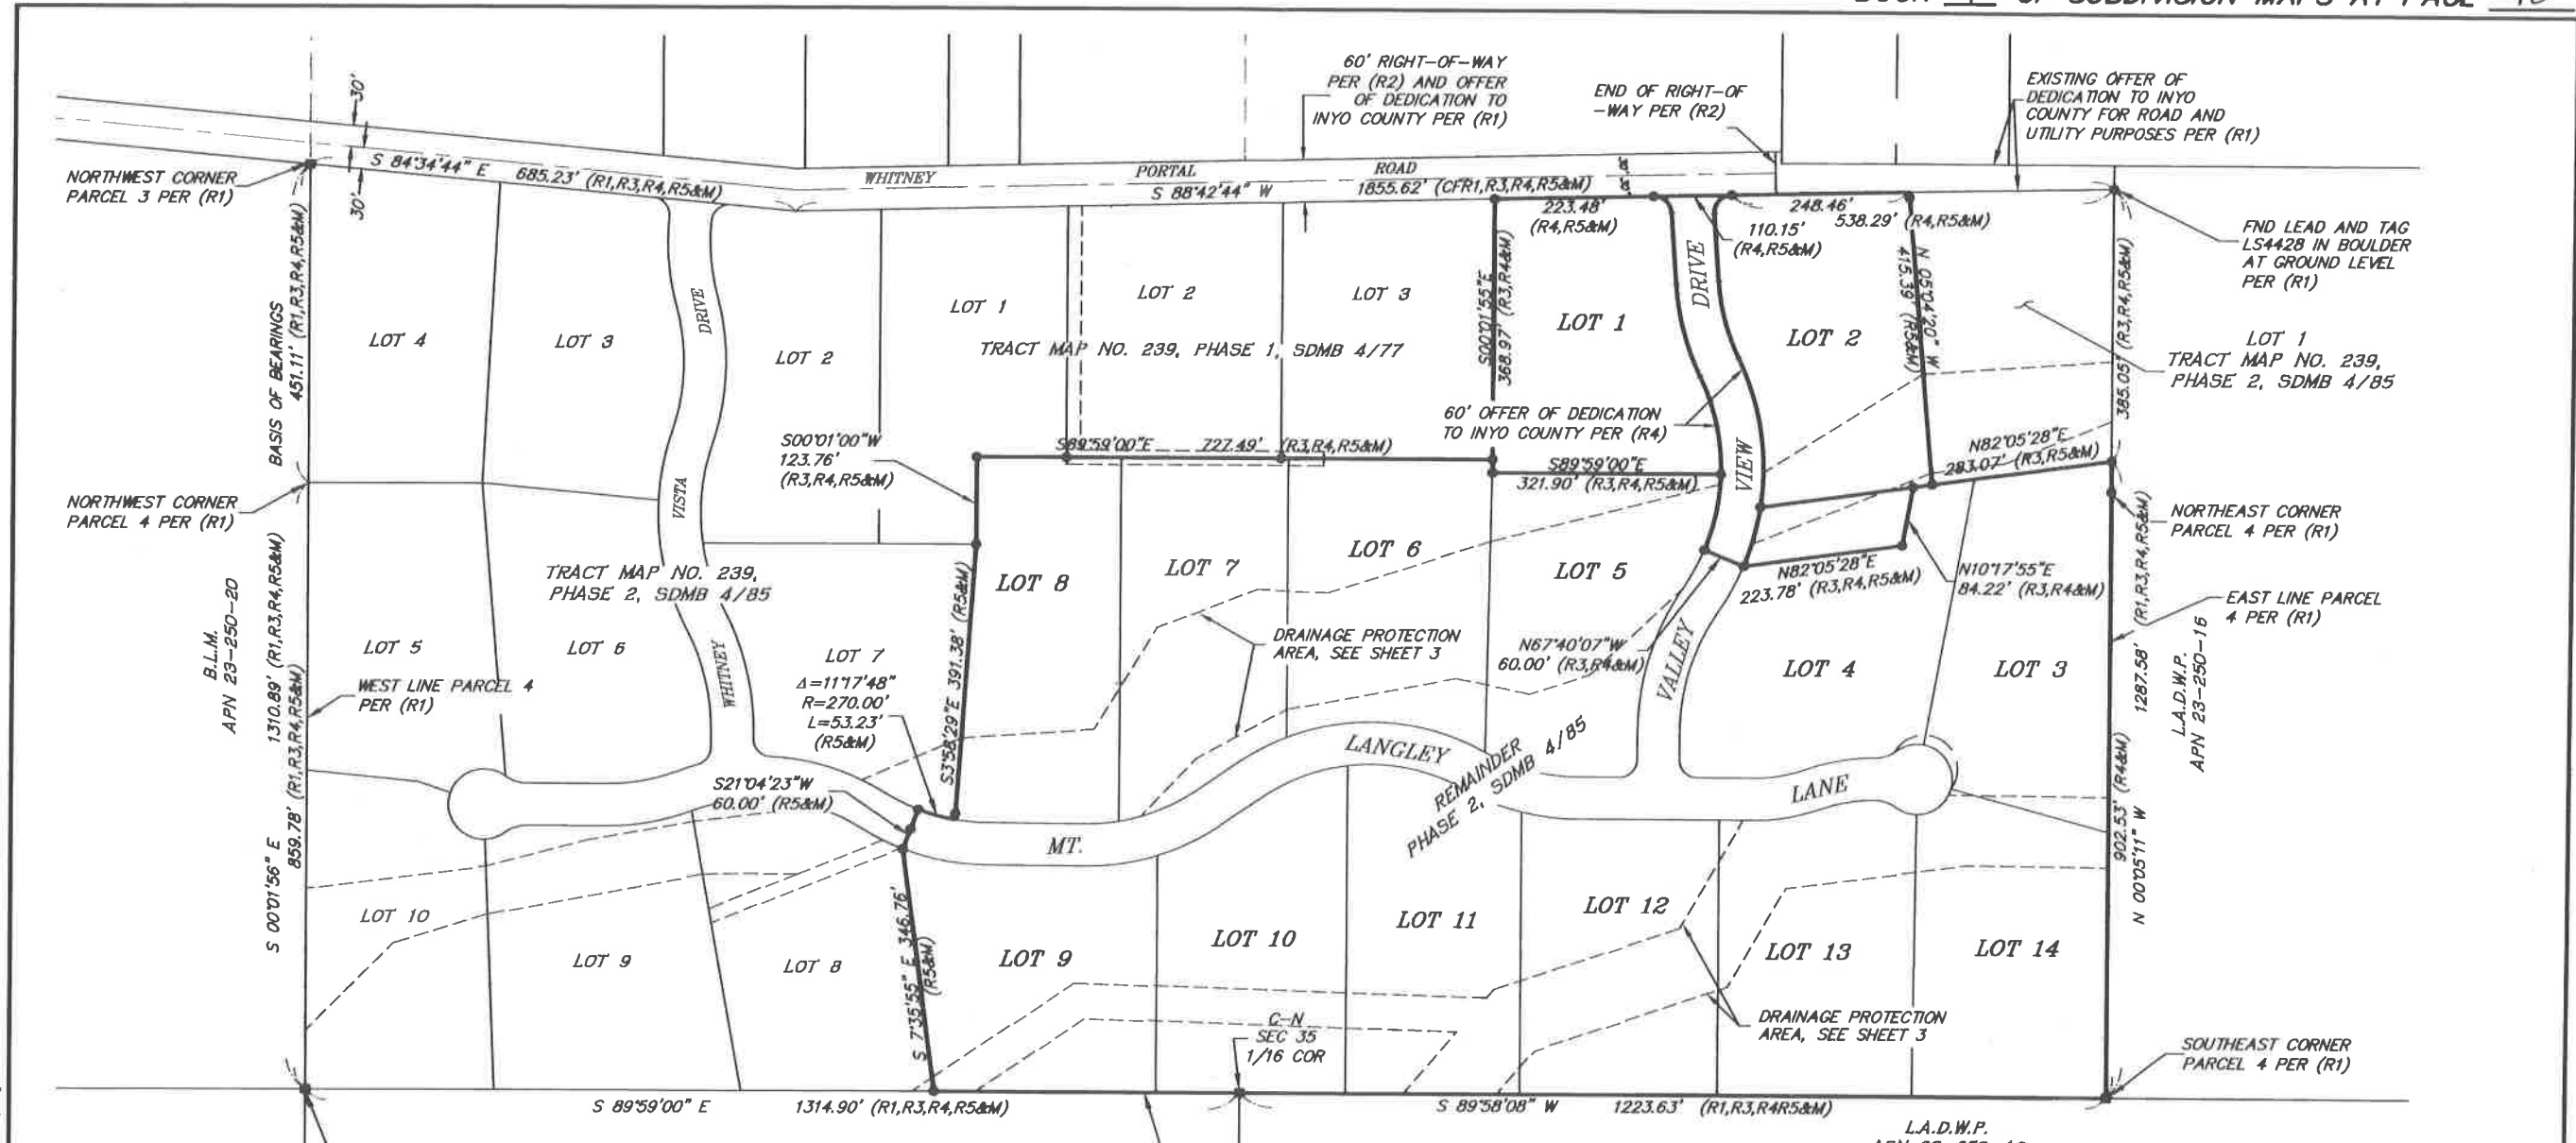 OF SUBDIVISION MAPS AT PAGE
60' RIGHT-OF-WAY
PER (R2) AND OFFER
OF DEDICATION TO
INYO COUNTY PER (R1)
END OF RIGHT-OF
-WAY PER (R2)
EXISTING OFFER OF
DEDICATION TO INYO
COUNTY FOR ROAD AND
UTILITY PURPOSES PER (R1)
30'
30'
NORTHWEST CORNER
PARCEL 3 PER (R1)
S 84°34'44" E 685.23' (R1,R3,R4,R5&M)
WHITNEY PORTAL ROAD
S 88°42'44" W 1855.62' (CFR1,R3,R4,R5&M)
223.48'
(R4,R5&M)
110.15'
(R4,R5&M)
248.46'
538.29' (R4,R5&M)
FND LEAD AND TAG
LS4428 IN BOULDER
AT GROUND LEVEL
PER (R1)
BASIS OF BEARINGS
451.11' (R1,R3,R4,R5&M)
LOT 4
LOT 3
DRIVE
LOT 2
LOT 1
LOT 2
LOT 3
TRACT MAP NO. 239, PHASE 1, SDMB 4/77
S00°01'55"E
368.97' (R3,R4&M)
LOT 1
DRIVE
LOT 2
N 05°04'20" W
415.39' (R5&M)
385.05' (R3,R4,R5&M)
LOT 1
TRACT MAP NO. 239,
PHASE 2, SDMB 4/85
60' OFFER OF DEDICATION
TO INYO COUNTY PER (R4)
S00°01'00"W
123.76'
(R3,R4,R5&M)
S89°59'00"E 727.49' (R3,R4,R5&M)
S89°59'00"E
321.90' (R3,R4,R5&M)
VIEW
N82°05'28"E
283.07' (R3,R5&M)
NORTHWEST CORNER
PARCEL 4 PER (R1)
VISTA
NORTHEAST CORNER
PARCEL 4 PER (R1)
TRACT MAP NO. 239,
PHASE 2, SDMB 4/85
LOT 8
LOT 7
LOT 6
LOT 5
N82°05'28"E
223.78' (R3,R4,R5&M)
N10°17'55"E
84.22' (R3,R4&M)
EAST LINE PARCEL
4 PER (R1)
B.L.M.
APN 23-250-20
1310.89' (R1,R3,R4,R5&M)
LOT 5
LOT 6
WHITNEY
LOT 7
Δ=11°17'48"
R=270.00'
L=53.23'
(R5&M)
S3°58'29"E 391.38' (R5&M)
DRAINAGE PROTECTION
AREA, SEE SHEET 3
N67°40'07"W
60.00' (R3,R4&M)
VALLEY
LOT 4
LOT 3
1287.58' (R1,R3,R4,R5&M)
L.A.D.W.P.
APN 23-250-16
WEST LINE PARCEL 4
PER (R1)
S21°04'23"W
60.00' (R5&M)
MT. LANGLEY LANE
REMAINDER
PHASE 2, SDMB 4/85
S 00°01'56" E
859.78' (R1,R3,R4,R5&M)
902.53' (R4&M)
N 00°05'11" W
LOT 10
LOT 9
LOT 8
S 7°35'55" E 346.76'
(R5&M)
LOT 9
LOT 10
LOT 11
LOT 12
LOT 13
LOT 14
C-N
SEC 35
1/16 COR
DRAINAGE PROTECTION
AREA, SEE SHEET 3
SOUTHEAST CORNER
PARCEL 4 PER (R1)
S 89°59'00" E 1314.90' (R1,R3,R4,R5&M)
S 89°58'08" W 1223.63' (R1,R3,R4R5&M)
L.A.D.W.P.